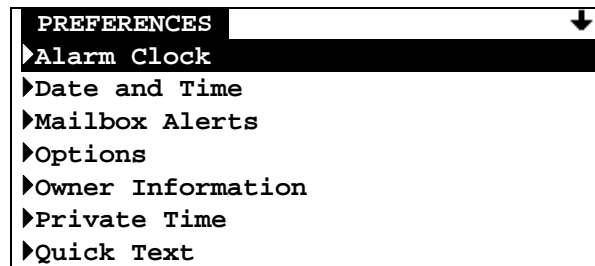 PREFERENCES
Alarm Clock
Date and Time
Mailbox Alerts
Options
Owner Information
Private Time
Quick Text